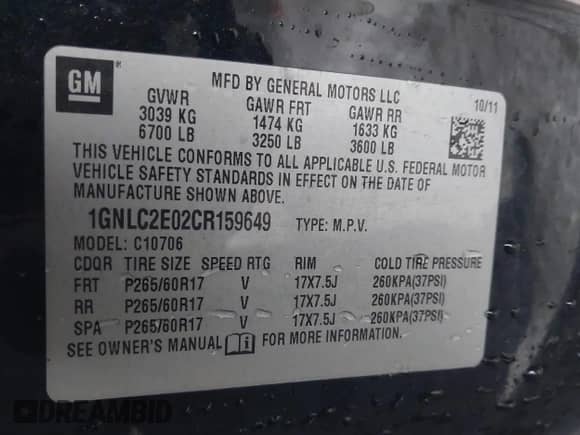 GM ®
MFD BY GENERAL MOTORS LLC
10/11
GVWR GAWR FRT GAWR RR
3039 KG 1474 KG 1633 KG
6700 LB 3250 LB 3600 LB
THIS VEHICLE CONFORMS TO ALL APPLICABLE U.S. FEDERAL MOTOR
VEHICLE SAFETY STANDARDS IN EFFECT ON THE DATE OF
MANUFACTURE SHOWN ABOVE.
1GNLC2E02CR159649 TYPE: M.P.V.
MODEL: C10706
CDQR TIRE SIZE SPEED RTG RIM COLD TIRE PRESSURE
FRT P265/60R17 V 17X7.5J 260KPA(37PSI)
RR P265/60R17 V 17X7.5J 260KPA(37PSI)
SPA P265/60R17 V 17X7.5J 260KPA(37PSI)
SEE OWNER'S MANUAL FOR MORE INFORMATION.
DREAMBID